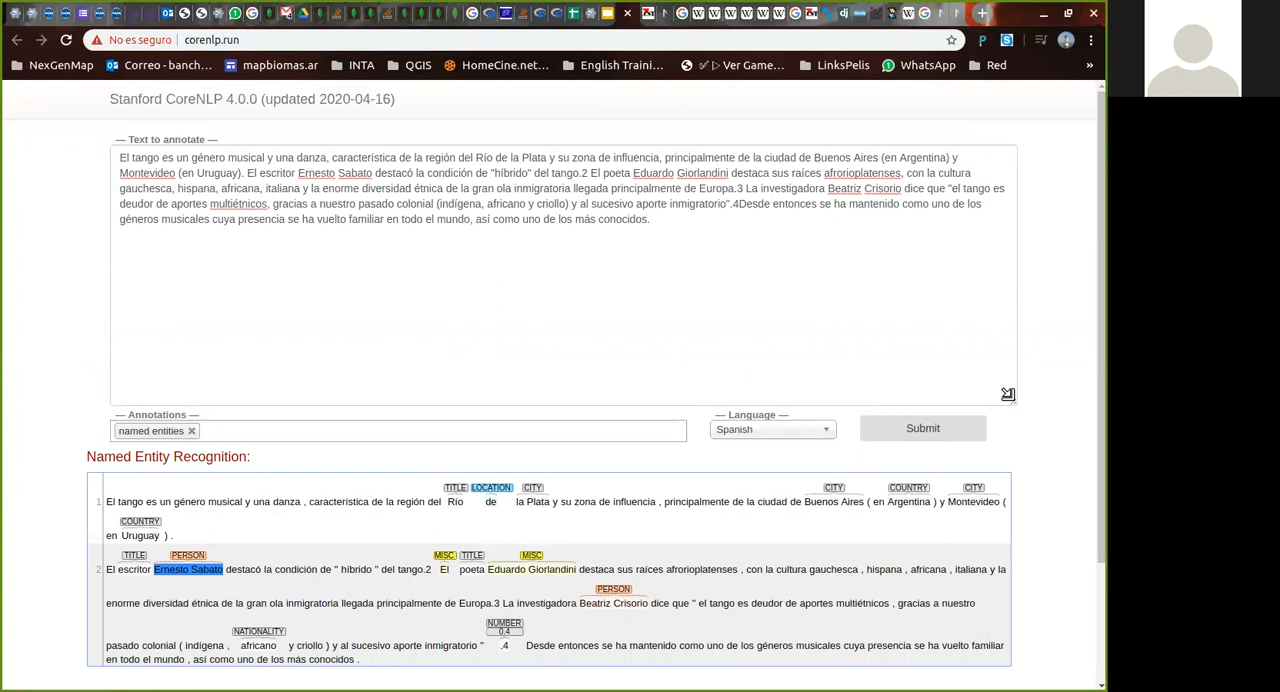 No es seguro corenlp.run
NexGenMap Correo - banch... mapbiomas.ar INTA QGIS HomeCine.net... English Traini... Ver Game... LinksPelis WhatsApp Red »
Stanford CoreNLP 4.0.0 (updated 2020-04-16)
— Text to annotate —
El tango es un género musical y una danza, característica de la región del Río de la Plata y su zona de influencia, principalmente de la ciudad de Buenos Aires (en Argentina) y
Montevideo (en Uruguay). El escritor Ernesto Sabato destacó la condición de "híbrido" del tango.2 El poeta Eduardo Giorlandini destaca sus raíces afrorioplatenses, con la cultura
gauchesca, hispana, africana, italiana y la enorme diversidad étnica de la gran ola inmigratoria llegada principalmente de Europa.3 La investigadora Beatriz Crisorio dice que "el tango es
deudor de aportes multiétnicos, gracias a nuestro pasado colonial (indígena, africano y criollo) y al sucesivo aporte inmigratorio".4Desde entonces se ha mantenido como uno de los
géneros musicales cuya presencia se ha vuelto familiar en todo el mundo, así como uno de los más conocidos.
— Annotations — — Language —
named entities Spanish Submit
Named Entity Recognition:
TITLE LOCATION CITY CITY COUNTRY CITY
1 El tango es un género musical y una danza , característica de la región del Río de la Plata y su zona de influencia , principalmente de la ciudad de Buenos Aires ( en Argentina ) y Montevideo (
COUNTRY
en Uruguay ) .
TITLE PERSON MISC TITLE MISC
2 El escritor Ernesto Sabato destacó la condición de " híbrido " del tango.2 El poeta Eduardo Giorlandini destaca sus raíces afrorioplatenses , con la cultura gauchesca , hispana , africana , italiana y la
PERSON
enorme diversidad étnica de la gran ola inmigratoria llegada principalmente de Europa.3 La investigadora Beatriz Crisorio dice que " el tango es deudor de aportes multiétnicos , gracias a nuestro
NUMBER
NATIONALITY 0.4
pasado colonial ( indígena , africano y criollo ) y al sucesivo aporte inmigratorio " .4 Desde entonces se ha mantenido como uno de los géneros musicales cuya presencia se ha vuelto familiar
en todo el mundo , así como uno de los más conocidos .